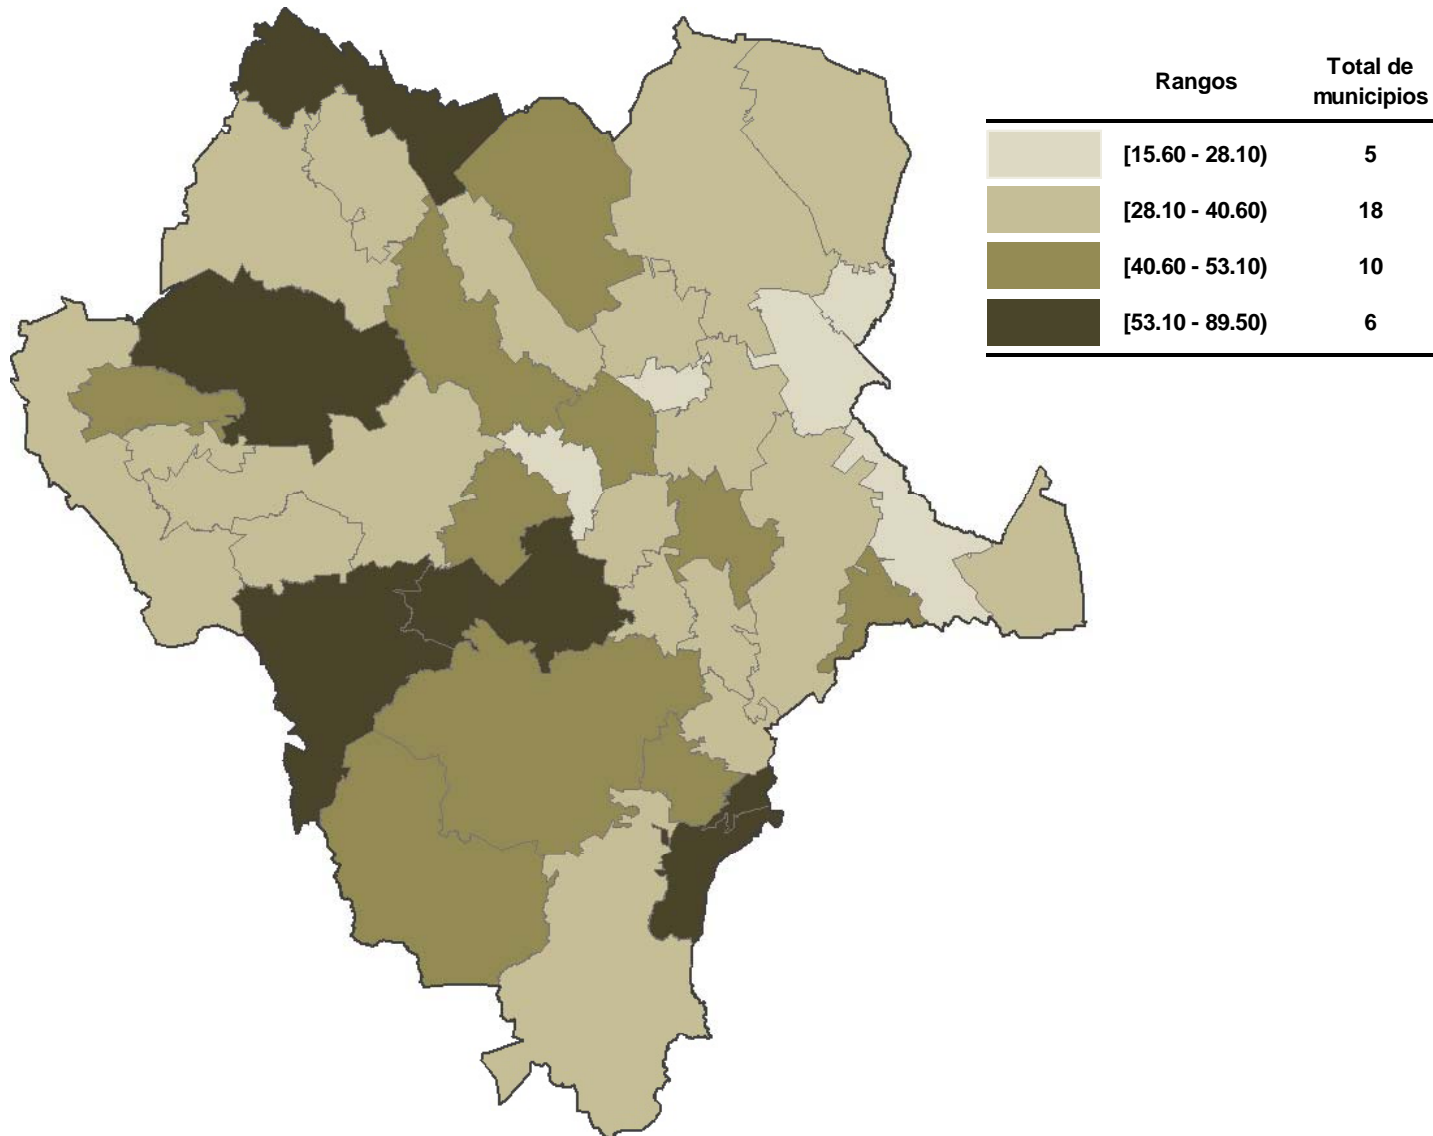 Rangos Total de
municipios
[15.60 - 28.10) 5
[28.10 - 40.60) 18
[40.60 - 53.10) 10
[53.10 - 89.50) 6